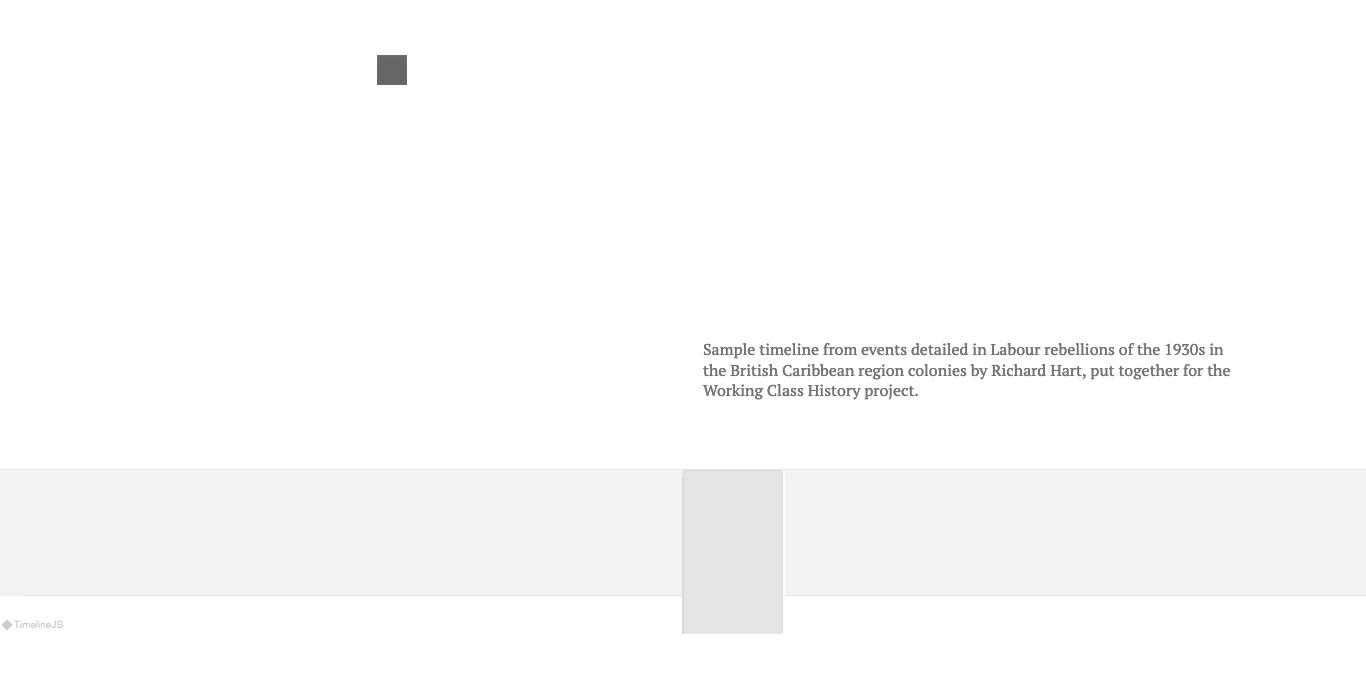 Sample timeline from events detailed in Labour rebellions of the 1930s in
the British Caribbean region colonies by Richard Hart, put together for the
Working Class History project.
TimelineJS